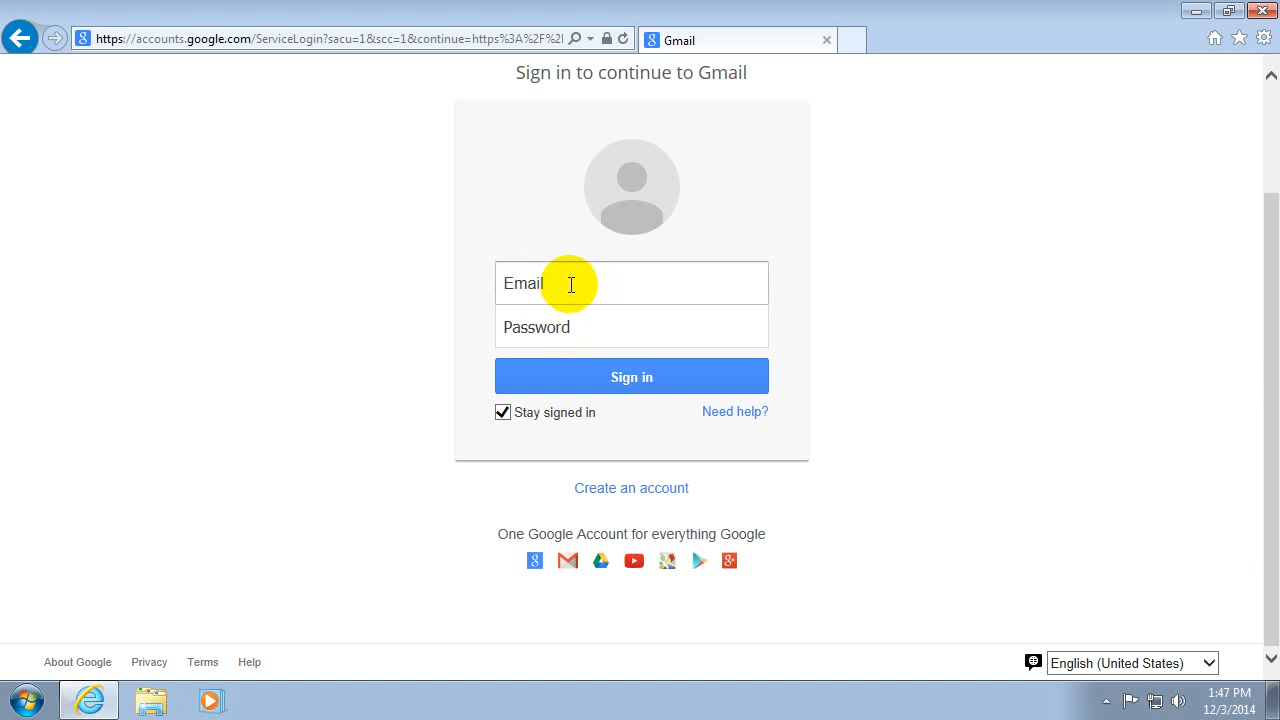 https://accounts.google.com/ServiceLogin?sacu=1&scc=1&continue=https%3A%2F%2
Gmail
Sign in to continue to Gmail
Email
Password
Sign in
Stay signed in
Need help?
Create an account
One Google Account for everything Google
8
8+
About Google
Privacy
Terms
Help
English (United States)
1:47 PM
12/3/2014